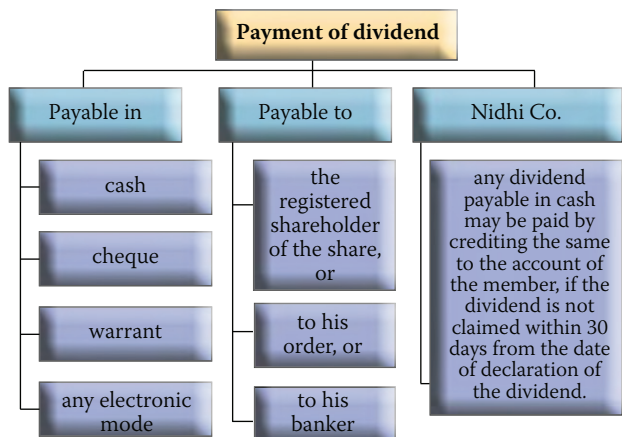 Payment of dividend
Payable in
cash
cheque
warrant
any electronic
mode
Payable to
the
registered
shareholder
of the share,
or
to his
order, or
to his
banker
Nidhi Co.
any dividend
payable in cash
may be paid by
crediting the same
to the account of
the member, if the
dividend is not
claimed within 30
days from the date
of declaration of
the dividend.